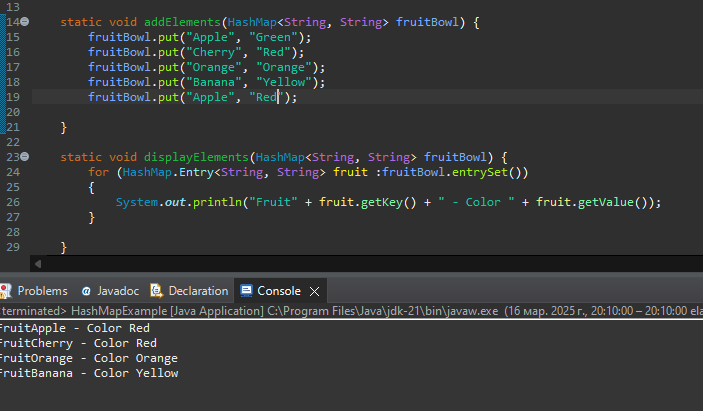 13
14 static void addElements(HashMap<String, String> fruitBowl) {
15 fruitBowl.put("Apple", "Green");
16 fruitBowl.put("Cherry", "Red");
17 fruitBowl.put("Orange", "Orange");
18 fruitBowl.put("Banana", "Yellow");
19 fruitBowl.put("Apple", "Red");
20
21 }
22
23 static void displayElements(HashMap<String, String> fruitBowl) {
24 for (HashMap.Entry<String, String> fruit :fruitBowl.entrySet())
25 {
26 System.out.println("Fruit" + fruit.getKey() + " - Color " + fruit.getValue());
27 }
28
29 }
Problems Javadoc Declaration Console
terminated> HashMapExample [Java Application] C:\Program Files\Java\jdk-21\bin\javaw.exe (16 мар. 2025 г., 20:10:00 – 20:10:00 ela
FruitApple - Color Red
FruitCherry - Color Red
FruitOrange - Color Orange
FruitBanana - Color Yellow